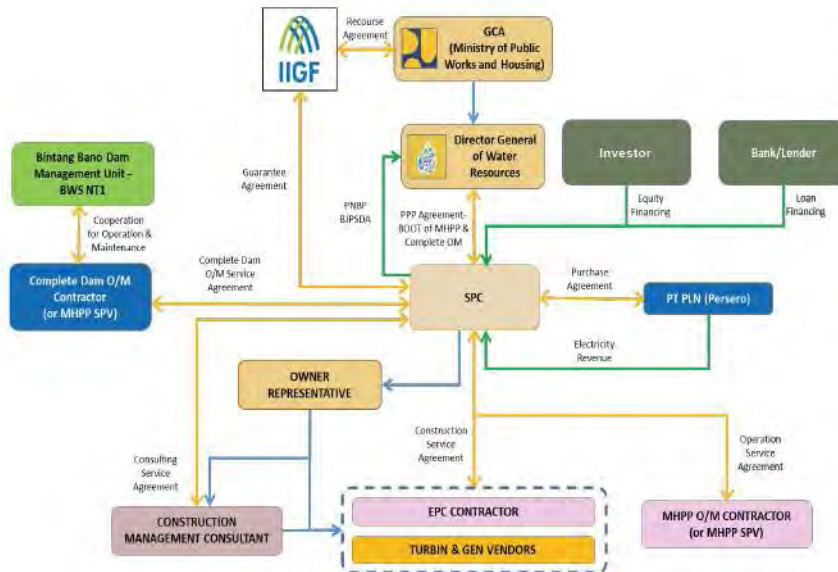 Recourse
Agreement
IIGF
GCA
(Ministry of Public
Works and Housing)
Director General
of Water
Resources
Investor
Bank/Lender
Bintang Bano Dam
Management Unit –
BWS NT1
Guarantee
Agreement
PNBP
BJPSDA
PPP Agreement-
BOOT of MHPP &
Complete OM
Equity
Financing
Loan
Financing
Cooperation
for Operation &
Maintenance
Complete Dam
O/M Service
Agreement
Complete Dam O/M
Contractor
(or MHPP SPV)
SPC
Purchase
Agreement
PT PLN (Persero)
Electricity
Revenue
OWNER
REPRESENTATIVE
Consulting
Service
Agreement
Construction
Service
Agreement
Operation
Service
Agreement
CONSTRUCTION
MANAGEMENT CONSULTANT
EPC CONTRACTOR
TURBIN & GEN VENDORS
MHPP O/M CONTRACTOR
(or MHPP SPV)